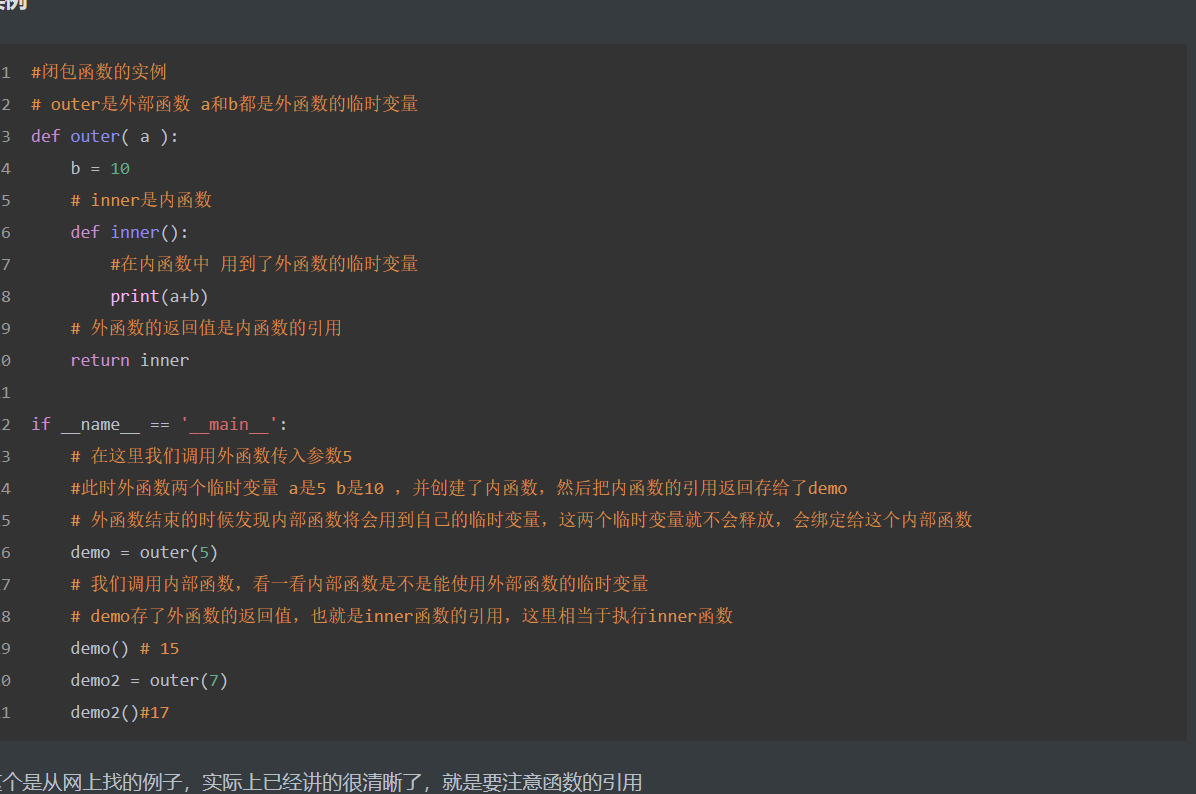 1 #闭包函数的实例
2 # outer是外部函数 a和b都是外函数的临时变量
3 def outer( a ):
4     b = 10
5     # inner是内函数
6     def inner():
7         #在内函数中 用到了外函数的临时变量
8         print(a+b)
9     # 外函数的返回值是内函数的引用
0     return inner
1
2 if __name__ == '__main__':
3     # 在这里我们调用外函数传入参数5
4     #此时外函数两个临时变量 a是5 b是10 ，并创建了内函数，然后把内函数的引用返回存给了demo
5     # 外函数结束的时候发现内部函数将会用到自己的临时变量，这两个临时变量就不会释放，会绑定给这个内部函数
6     demo = outer(5)
7     # 我们调用内部函数，看一看内部函数是不是能使用外部函数的临时变量
8     # demo存了外函数的返回值，也就是inner函数的引用，这里相当于执行inner函数
9     demo() # 15
0     demo2 = outer(7)
1     demo2()#17
个是从网上找的例子，实际上已经讲的很清晰了，就是要注意函数的引用